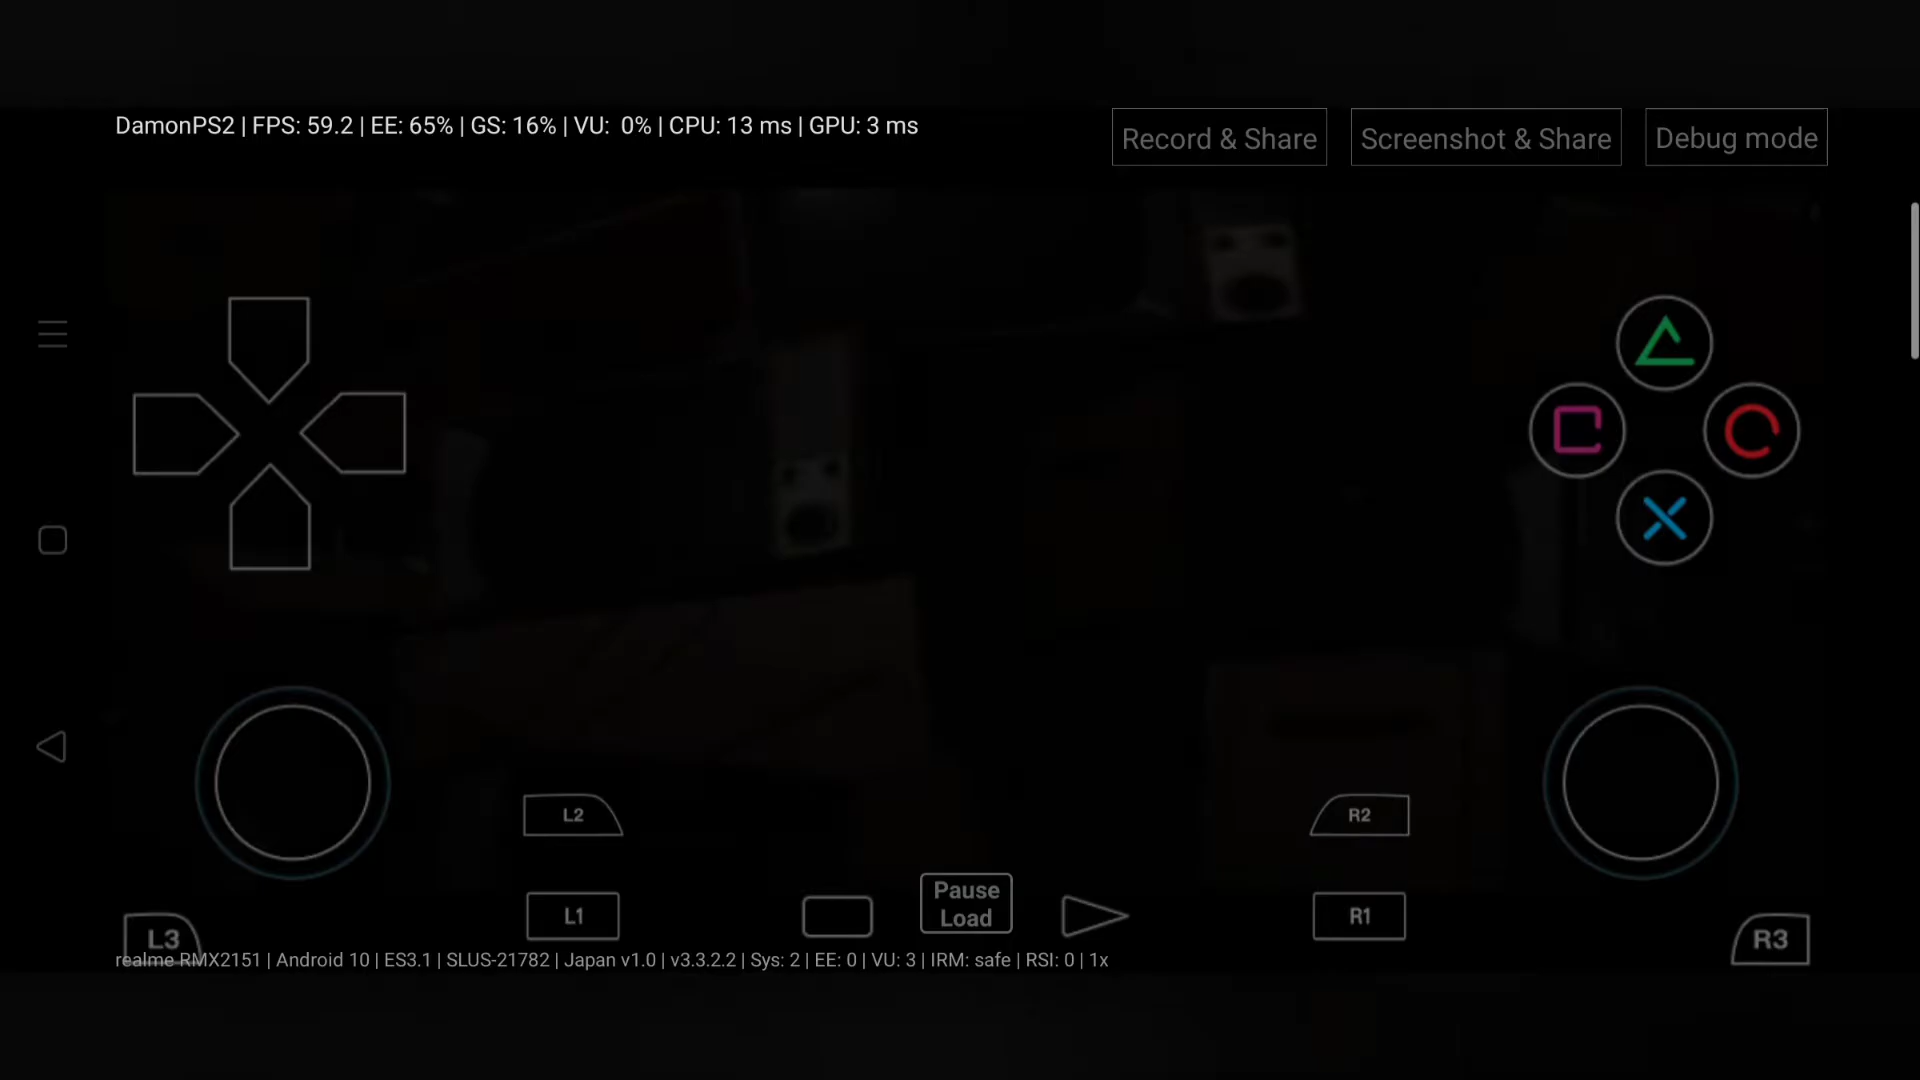 DamonPS2 | FPS: 59.2 | EE: 65% | GS: 16% | VU:  0% | CPU: 13 ms | GPU: 3 ms
Record & Share
Screenshot & Share
Debug mode
L2
R2
Pause
Load
L1
R1
L3
R3
realme RMX2151 | Android 10 | ES3.1 | SLUS-21782 | Japan v1.0 | v3.3.2.2 | Sys: 2 | EE: 0 | VU: 3 | IRM: safe | RSI: 0 | 1x